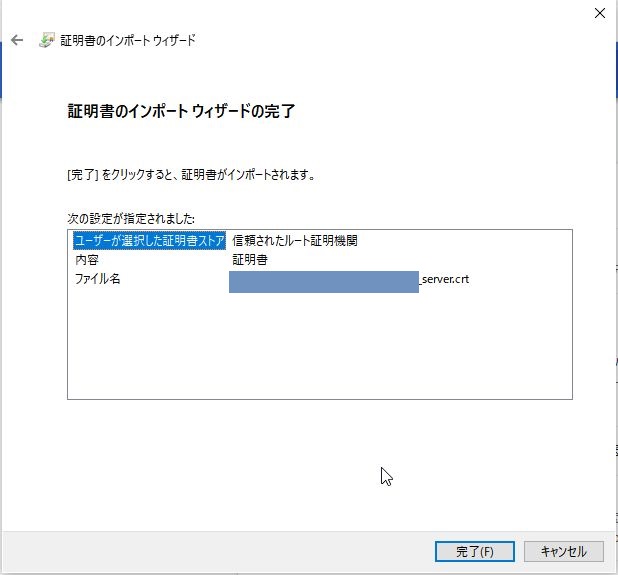 証明書のインポート ウィザード
証明書のインポート ウィザードの完了
[完了] をクリックすると、証明書がインポートされます。
次の設定が指定されました:
ユーザーが選択した証明書ストア 信頼されたルート証明機関
内容 証明書
ファイル名 _server.crt
完了(F) キャンセル